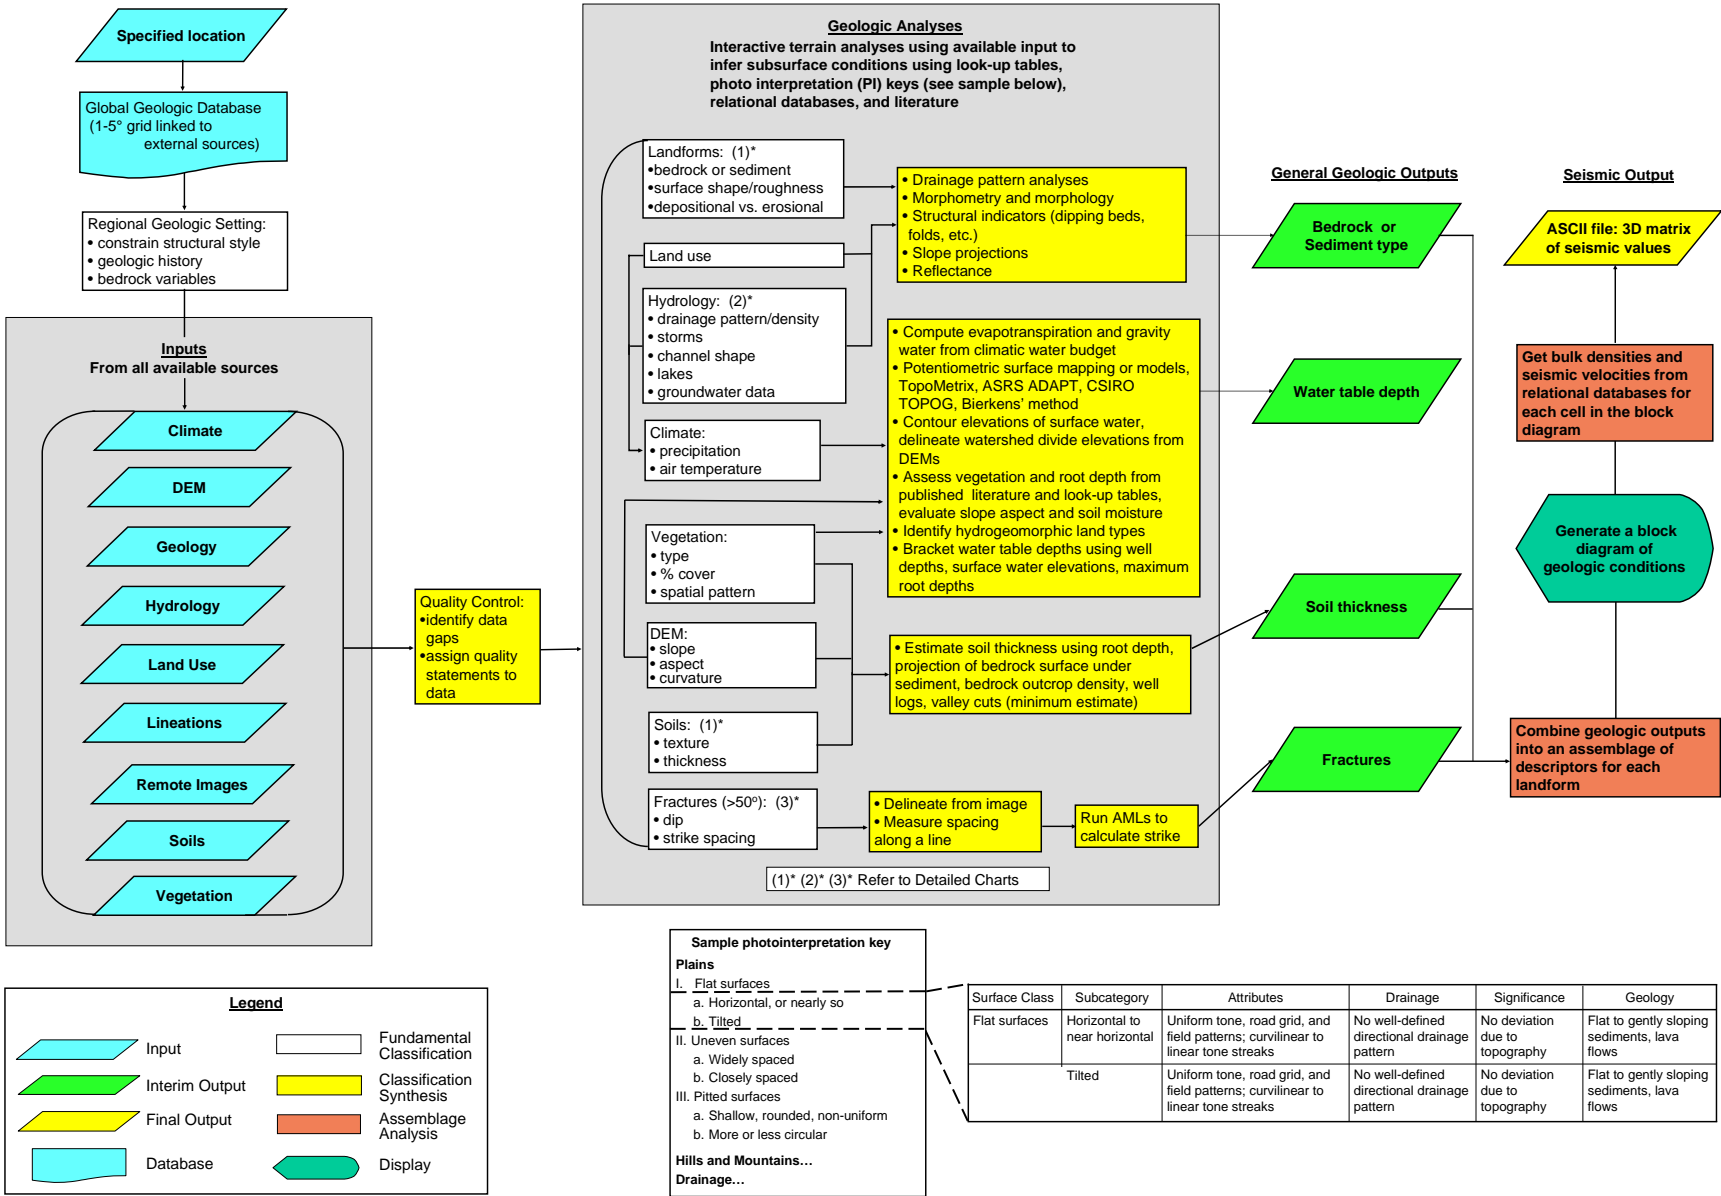 Specified location
Global Geologic Database
(1-5° grid linked to
external sources)
Regional Geologic Setting:
• constrain structural style
• geologic history
• bedrock variables
Inputs
From all available sources
Climate
DEM
Geology
Hydrology
Land Use
Lineations
Remote Images
Soils
Vegetation
Quality Control:
•identify data
gaps
•assign quality
statements to
data
Geologic Analyses
Interactive terrain analyses using available input to
infer subsurface conditions using look-up tables,
photo interpretation (PI) keys (see sample below),
relational databases, and literature
Landforms: (1)*
•bedrock or sediment
•surface shape/roughness
•depositional vs. erosional
Land use
Hydrology: (2)*
• drainage pattern/density
• storms
• channel shape
• lakes
• groundwater data
Climate:
• precipitation
• air temperature
Vegetation:
• type
• % cover
• spatial pattern
DEM:
• slope
• aspect
• curvature
Soils: (1)*
• texture
• thickness
Fractures (>50º): (3)*
• dip
• strike spacing
• Drainage pattern analyses
• Morphometry and morphology
• Structural indicators (dipping beds,
folds, etc.)
• Slope projections
• Reflectance
• Compute evapotranspiration and gravity
water from climatic water budget
• Potentiometric surface mapping or models,
TopoMetrix, ASRS ADAPT, CSIRO
TOPOG, Bierkens’ method
• Contour elevations of surface water,
delineate watershed divide elevations from
DEMs
• Assess vegetation and root depth from
published literature and look-up tables,
evaluate slope aspect and soil moisture
• Identify hydrogeomorphic land types
• Bracket water table depths using well
depths, surface water elevations, maximum
root depths
• Estimate soil thickness using root depth,
projection of bedrock surface under
sediment, bedrock outcrop density, well
logs, valley cuts (minimum estimate)
• Delineate from image
• Measure spacing
along a line
Run AMLs to
calculate strike
(1)* (2)* (3)* Refer to Detailed Charts
General Geologic Outputs
Bedrock or
Sediment type
Water table depth
Soil thickness
Fractures
Seismic Output
ASCII file: 3D matrix
of seismic values
Get bulk densities and
seismic velocities from
relational databases for
each cell in the block
diagram
Generate a block
diagram of
geologic conditions
Combine geologic outputs
into an assemblage of
descriptors for each
landform
Legend
Input
Interim Output
Final Output
Database
Fundamental
Classification
Classification
Synthesis
Assemblage
Analysis
Display
Sample photointerpretation key
Plains
I. Flat surfaces
a. Horizontal, or nearly so
b. Tilted
II. Uneven surfaces
a. Widely spaced
b. Closely spaced
III. Pitted surfaces
a. Shallow, rounded, non-uniform
b. More or less circular
Hills and Mountains…
Drainage…
Surface Class Subcategory Attributes Drainage Significance Geology
Flat surfaces Horizontal to Uniform tone, road grid, and No well-defined No deviation Flat to gently sloping
near horizontal field patterns; curvilinear to directional drainage due to sediments, lava
linear tone streaks pattern topography flows
Tilted Uniform tone, road grid, and No well-defined No deviation Flat to gently sloping
field patterns; curvilinear to directional drainage due to sediments, lava
linear tone streaks pattern topography flows